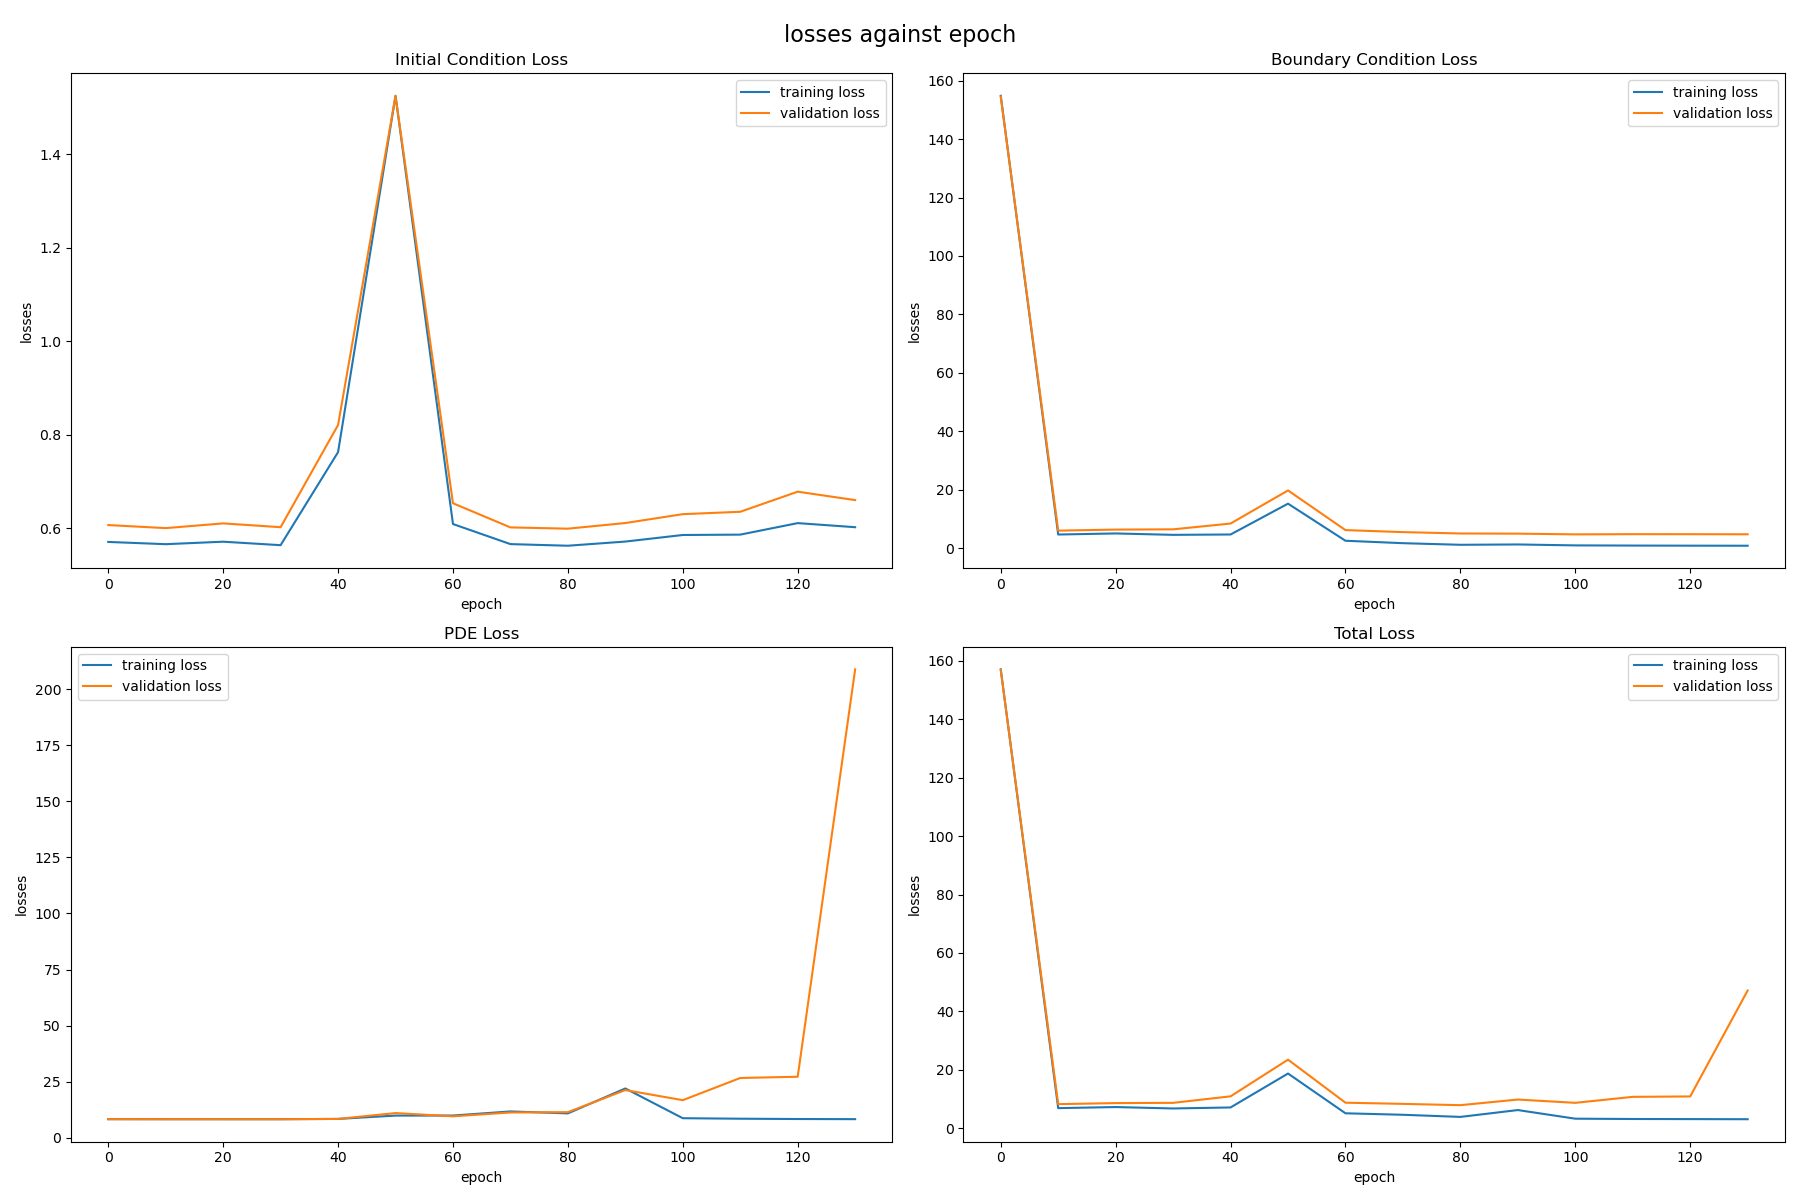 losses against epoch
Initial Condition Loss
training loss
validation loss
1.4
1.2
1.0
0.8
0.6
losses
0 20 40 60 80 100 120
epoch
Boundary Condition Loss
training loss
validation loss
160
140
120
100
80
60
40
20
0
losses
0 20 40 60 80 100 120
epoch
PDE Loss
training loss
validation loss
200
175
150
125
100
75
50
25
0
losses
0 20 40 60 80 100 120
epoch
Total Loss
training loss
validation loss
160
140
120
100
80
60
40
20
0
losses
0 20 40 60 80 100 120
epoch